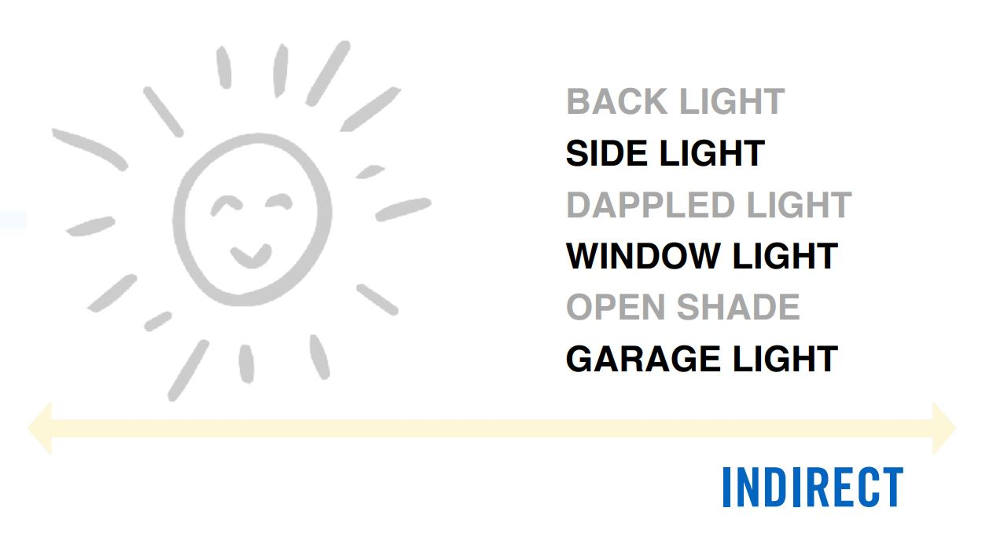 BACK LIGHT
SIDE LIGHT
DAPPLED LIGHT
WINDOW LIGHT
OPEN SHADE
GARAGE LIGHT
INDIRECT